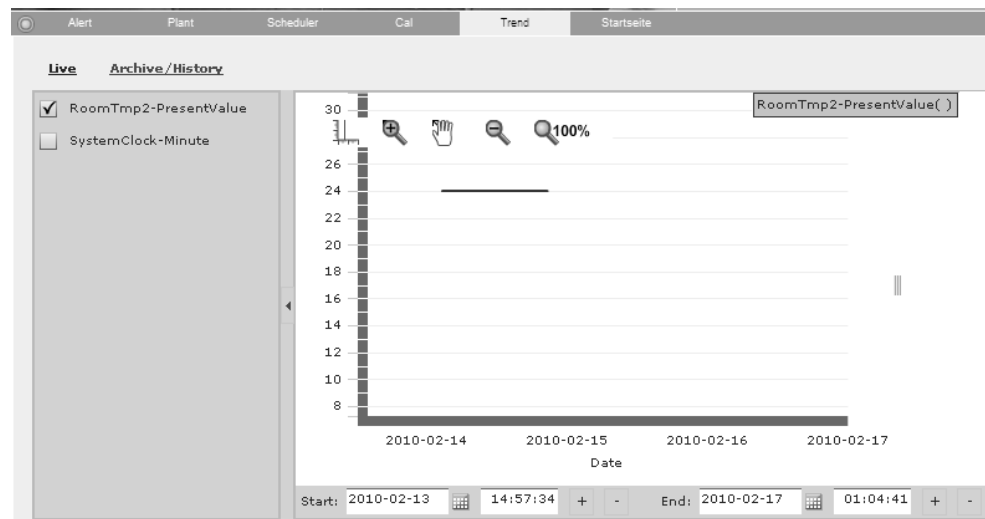 Alert Plant Scheduler Cal Trend Startseite
Live Archive/History
RoomTmp2-PresentValue
SystemClock-Minute
RoomTmp2-PresentValue( )
100%
30
26
24
22
20
18
16
14
12
10
8
2010-02-14 2010-02-15 2010-02-16 2010-02-17
Date
Start: 2010-02-13 14:57:34 + - End: 2010-02-17 01:04:41 + -